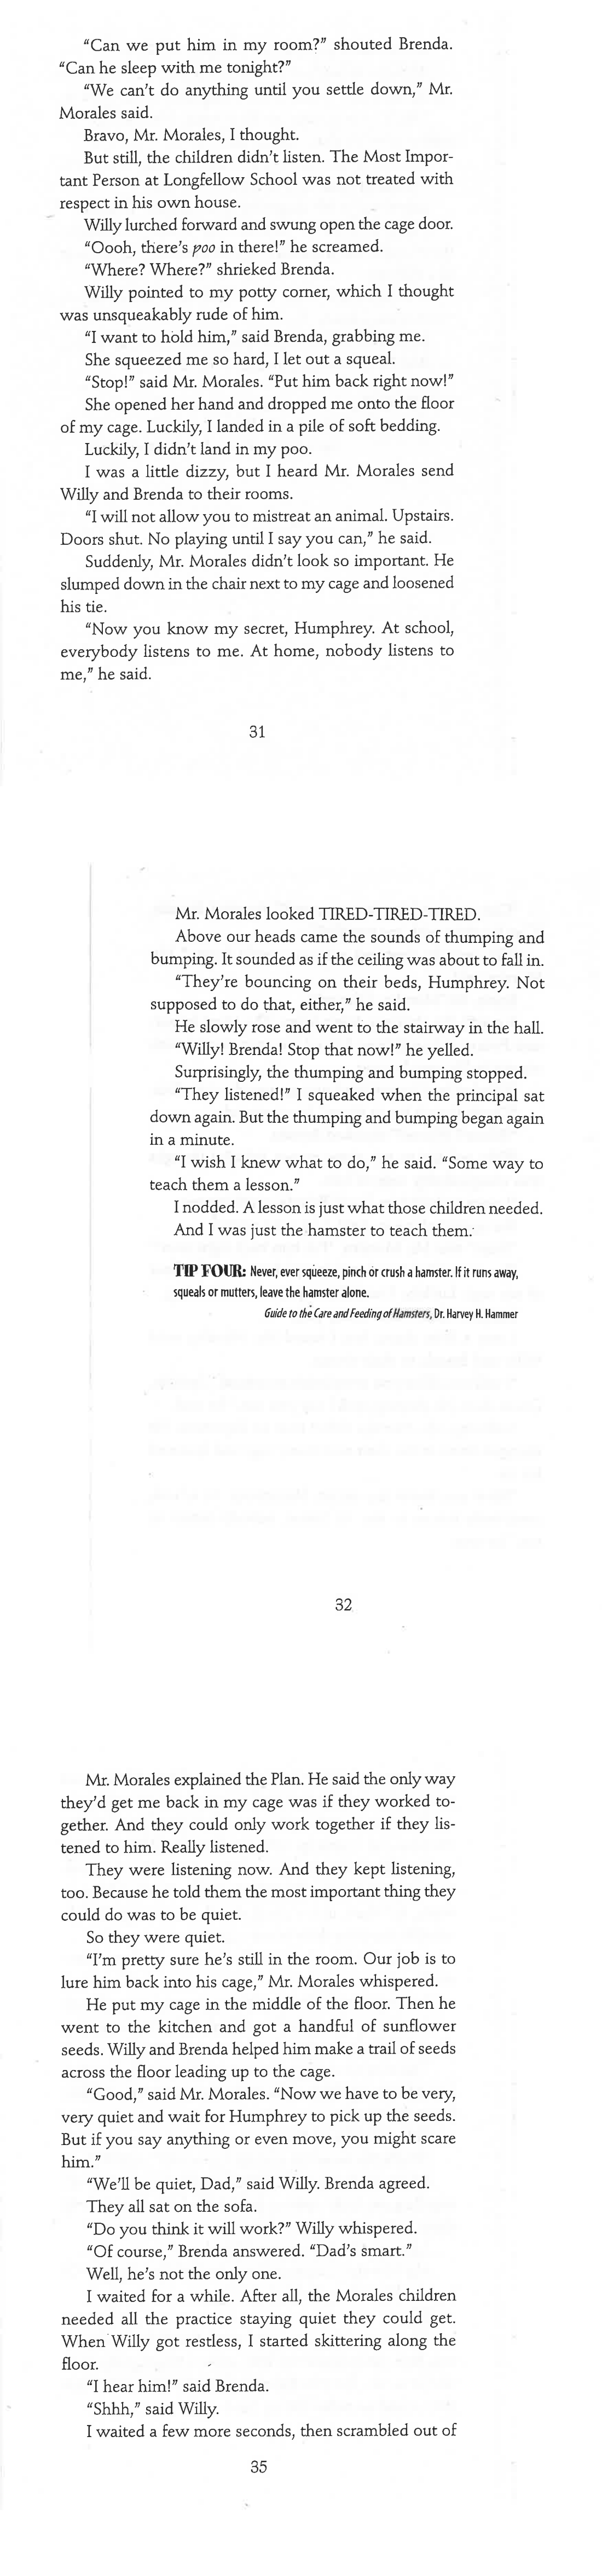 "Can we put him in my room?" shouted Brenda.
"Can he sleep with me tonight?"
"We can't do anything until you settle down," Mr.
Morales said.
Bravo, Mr. Morales, I thought.
But still, the children didn't listen. The Most Impor-
tant Person at Longfellow School was not treated with
respect in his own house.
Willy lurched forward and swung open the cage door.
"Oooh, there's poo in there!" he screamed.
"Where? Where?" shrieked Brenda.
Willy pointed to my potty corner, which I thought
was unsqueakably rude of him.
"I want to hold him," said Brenda, grabbing me.
She squeezed me so hard, I let out a squeal.
"Stop!" said Mr. Morales. "Put him back right now!"
She opened her hand and dropped me onto the floor
of my cage. Luckily, I landed in a pile of soft bedding.
Luckily, I didn't land in my poo.
I was a little dizzy, but I heard Mr. Morales send
Willy and Brenda to their rooms.
"I will not allow you to mistreat an animal. Upstairs.
Doors shut. No playing until I say you can," he said.
Suddenly, Mr. Morales didn't look so important. He
slumped down in the chair next to my cage and loosened
his tie.
"Now you know my secret, Humphrey. At school,
everybody listens to me. At home, nobody listens to
me," he said.
31
Mr. Morales looked TIRED-TIRED-TIRED.
Above our heads came the sounds of thumping and
bumping. It sounded as if the ceiling was about to fall in.
"They're bouncing on their beds, Humphrey. Not
supposed to do that, either," he said.
He slowly rose and went to the stairway in the hall.
"Willy! Brenda! Stop that now!" he yelled.
Surprisingly, the thumping and bumping stopped.
"They listened!" I squeaked when the principal sat
down again. But the thumping and bumping began again
in a minute.
"I wish I knew what to do," he said. "Some way to
teach them a lesson."
I nodded. A lesson is just what those children needed.
And I was just the hamster to teach them.
TIP FOUR: Never, ever squeeze, pinch or crush a hamster. If it runs away,
squeals or mutters, leave the hamster alone.
Guide to the Care and Feeding of Hamsters, Dr. Harvey H. Hammer
32
Mr. Morales explained the Plan. He said the only way
they'd get me back in my cage was if they worked to-
gether. And they could only work together if they lis-
tened to him. Really listened.
They were listening now. And they kept listening,
too. Because he told them the most important thing they
could do was to be quiet.
So they were quiet.
"I'm pretty sure he's still in the room. Our job is to
lure him back into his cage," Mr. Morales whispered.
He put my cage in the middle of the floor. Then he
went to the kitchen and got a handful of sunflower
seeds. Willy and Brenda helped him make a trail of seeds
across the floor leading up to the cage.
"Good," said Mr. Morales. "Now we have to be very,
very quiet and wait for Humphrey to pick up the seeds.
But if you say anything or even move, you might scare
him."
"We'll be quiet, Dad," said Willy. Brenda agreed.
They all sat on the sofa.
"Do you think it will work?" Willy whispered.
"Of course," Brenda answered. "Dad's smart."
Well, he's not the only one.
I waited for a while. After all, the Morales children
needed all the practice staying quiet they could get.
When Willy got restless, I started skittering along the
floor.
"I hear him!" said Brenda.
"Shhh," said Willy.
I waited a few more seconds, then scrambled out of
35